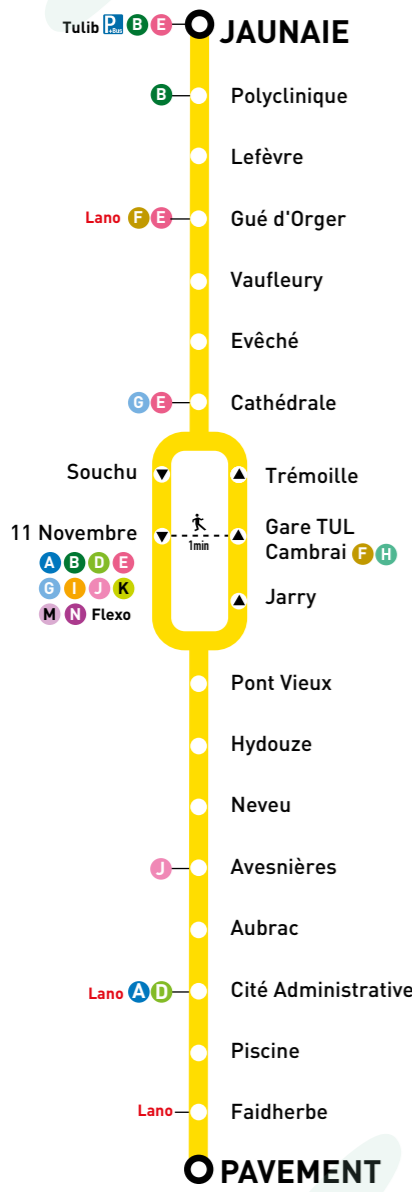 Tulib P +Bus B E JAUNAIE
B Polyclinique
Lefèvre
Lano F E Gué d'Orger
Vaufleury
Evêché
G E Cathédrale
Souchu
Trémoille
11 Novembre
A B D E
G I J K
M N Flexo
1min
Gare TUL
Cambrai F H
Jarry
Pont Vieux
Hydouze
Neveu
J Avesnières
Aubrac
Lano A D Cité Administrative
Piscine
Lano Faidherbe
PAVEMENT